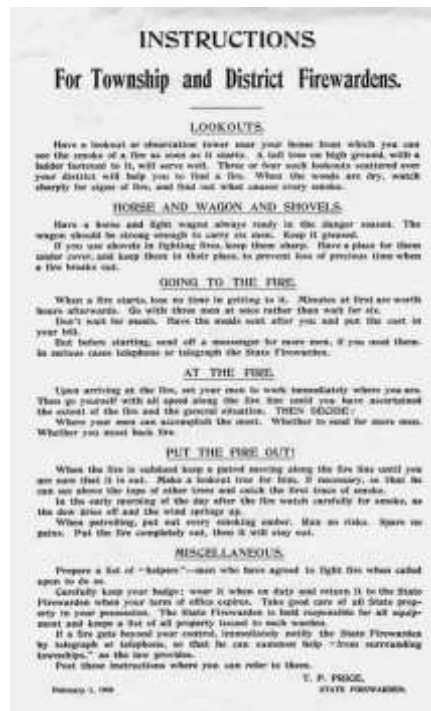 INSTRUCTIONS
For Township and District Firewardens.
LOOKOUTS.
Have a lookout or observation tower near your home from which you can
see the smoke of a fire as soon as it starts. A tall tree on high ground, with a
ladder fastened to it, will serve well. Three or four such lookouts scattered over
your district will help you to find a fire. When the woods are dry, watch
sharply for signs of fire, and find out what causes every smoke.
HORSE AND WAGON AND SHOVELS.
Have a horse and light wagon always ready in the danger season. The
wagon should be strong enough to carry six men. Keep it greased.
If you use shovels in fighting fires, keep them sharp. Have a place for them
under cover, and keep them in their place, to prevent loss of precious time when
a fire breaks out.
GOING TO THE FIRE.
When a fire starts, lose no time in getting to it. Minutes at first are worth
hours afterwards. Go with three men at once rather than wait for six.
Don't wait for meals. Have the meals sent after you and put the cost in
your bill.
But before starting, send off a messenger for more men, if you need them.
In serious cases telephone or telegraph the State Firewarden.
AT THE FIRE.
Upon arriving at the fire, set your men to work immediately where you are.
Then go yourself with all speed along the fire line until you have ascertained
the extent of the fire and the general situation. THEN DECIDE:
Where your men can accomplish the most. Whether to send for more men.
Whether you must back fire.
PUT THE FIRE OUT!
When the fire is subdued keep a patrol moving along the fire line until you
are sure that it is out. Make a lookout tree for him, if necessary, so that he
can see above the tops of other trees and catch the first trace of smoke.
In the early morning of the day after the fire watch carefully for smoke, as
the dew dries off and the wind springs up.
When patrolling, put out every smoking ember. Run no risks. Spare no
pains. Put the fire completely out, then it will stay out.
MISCELLANEOUS.
Prepare a list of "helpers"—men who have agreed to fight fire when called
upon to do so.
Carefully keep your badge; wear it when on duty and return it to the State
Firewarden when your term of office expires. Take good care of all State prop-
erty in your possession. The State Firewarden is held responsible for all equip-
ment and keeps a list of all property issued to each warden.
If a fire gets beyond your control, immediately notify the State Firewarden
by telegraph or telephone, so that he can summon help "from surrounding
townships," as the law provides.
Post these instructions where you can refer to them.
T. P. PRICE,
February 1, STATE FIREWARDEN.